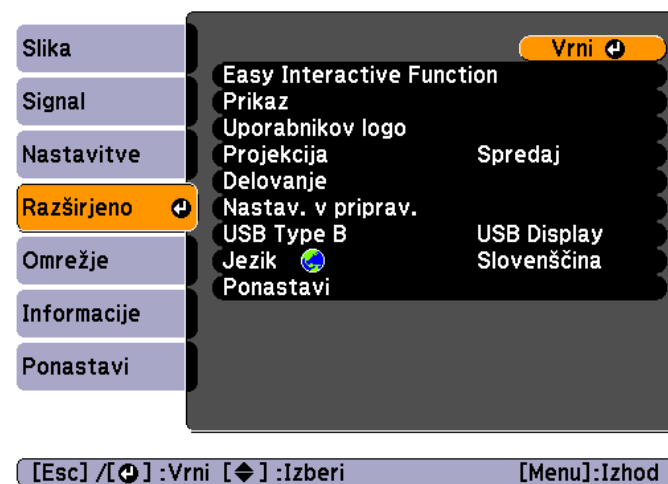 Slika
Signal
Nastavitve
Razširjeno
Omrežje
Informacije
Ponastavi
Vrni
Easy Interactive Function
Prikaz
Uporabnikov logo
Projekcija Spredaj
Delovanje
Nastav. v priprav.
USB Type B USB Display
Jezik Slovenščina
Ponastavi
[Esc] /[⏎] :Vrni [◆] :Izberi [Menu]:Izhod